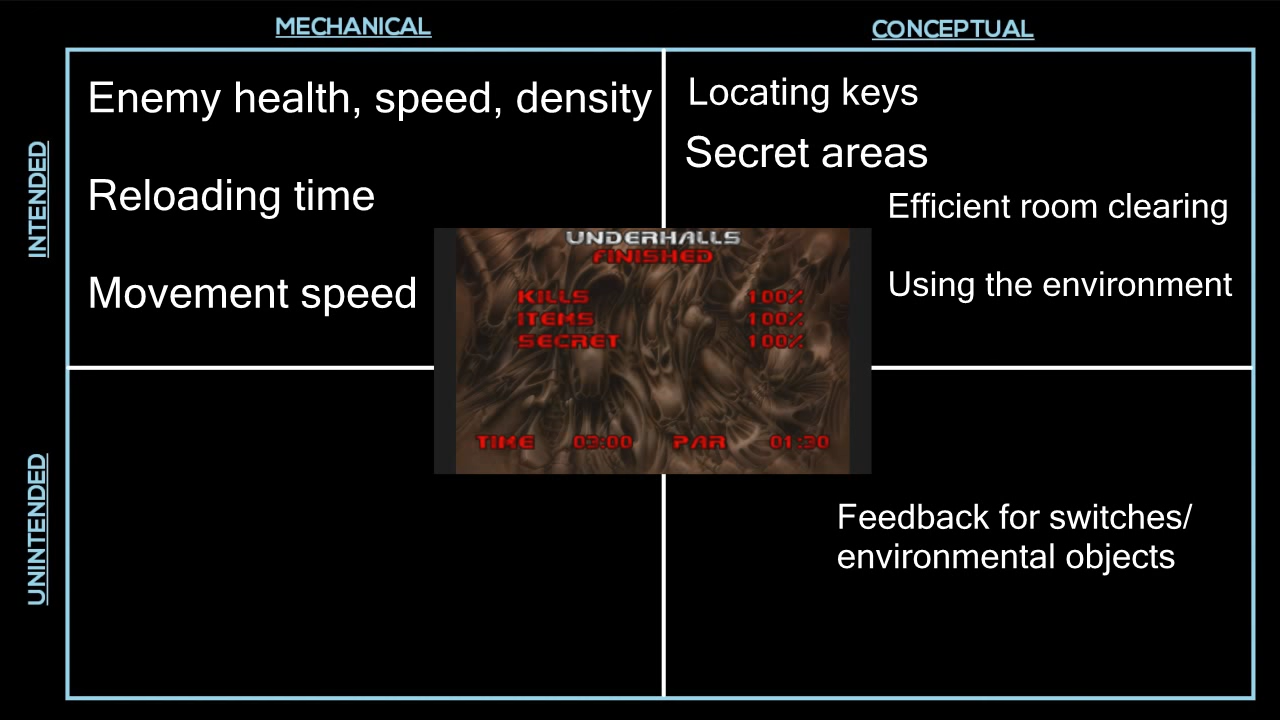 MECHANICAL
CONCEPTUAL
INTENDED
Enemy health, speed, density
Reloading time
Movement speed
Locating keys
Secret areas
Efficient room clearing
Using the environment
UNDERHALLS
FINISHED
KILLS 100%
ITEMS 100%
SECRET 100%
TIME 03:00 PAR 01:30
UNINTENDED
Feedback for switches/
environmental objects